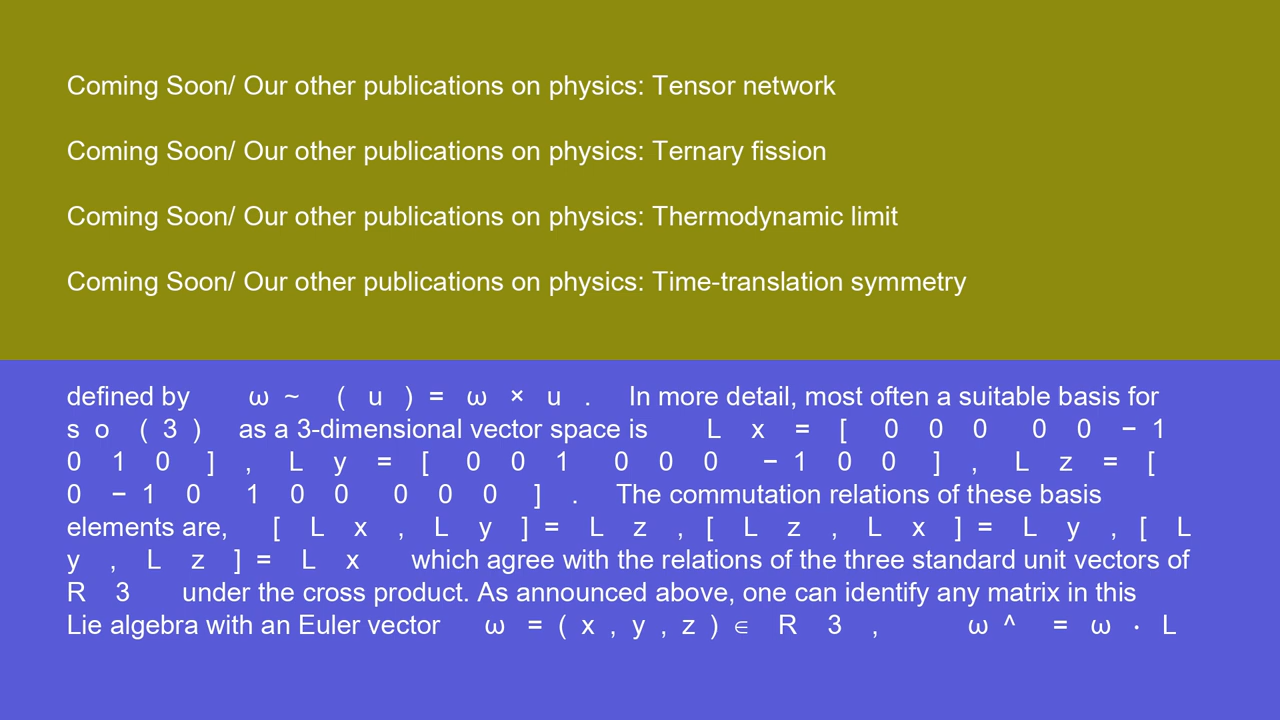 Coming Soon/ Our other publications on physics: Tensor network
Coming Soon/ Our other publications on physics: Ternary fission
Coming Soon/ Our other publications on physics: Thermodynamic limit
Coming Soon/ Our other publications on physics: Time-translation symmetry
defined by ω ~ ( u ) = ω × u . In more detail, most often a suitable basis for
s o ( 3 ) as a 3-dimensional vector space is L x = [ 0 0 0 0 0 − 1
0 1 0 ] , L y = [ 0 0 1 0 0 0 − 1 0 0 ] , L z = [
0 − 1 0 1 0 0 0 0 0 ] . The commutation relations of these basis
elements are, [ L x , L y ] = L z , [ L z , L x ] = L y , [ L
y , L z ] = L x which agree with the relations of the three standard unit vectors of
R 3 under the cross product. As announced above, one can identify any matrix in this
Lie algebra with an Euler vector ω = ( x , y , z ) ∈ R 3 , ω ^ = ω ⋅ L